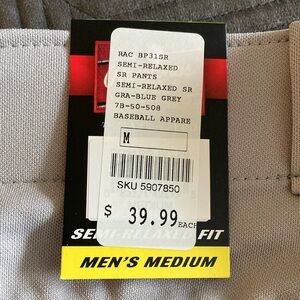 RAC BP31SR
SEMI-RELAXED
SR PANTS
SEMI-RELAXED SR
GRA-BLUE GREY
7B-50-508
BASEBALL APPARE
M
SKU 5907850
$ 39.99 EACH
SEMI-RELAXED FIT
MEN'S MEDIUM